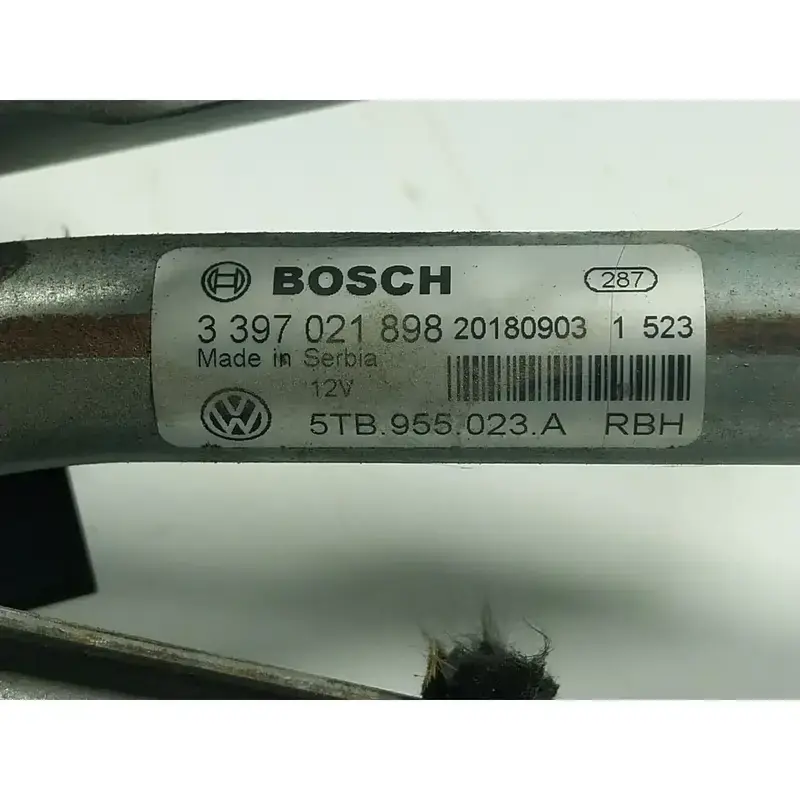 BOSCH 287
3 397 021 898 20180903 1 523
Made in Serbia
12V
5TB.955.023.A RBH